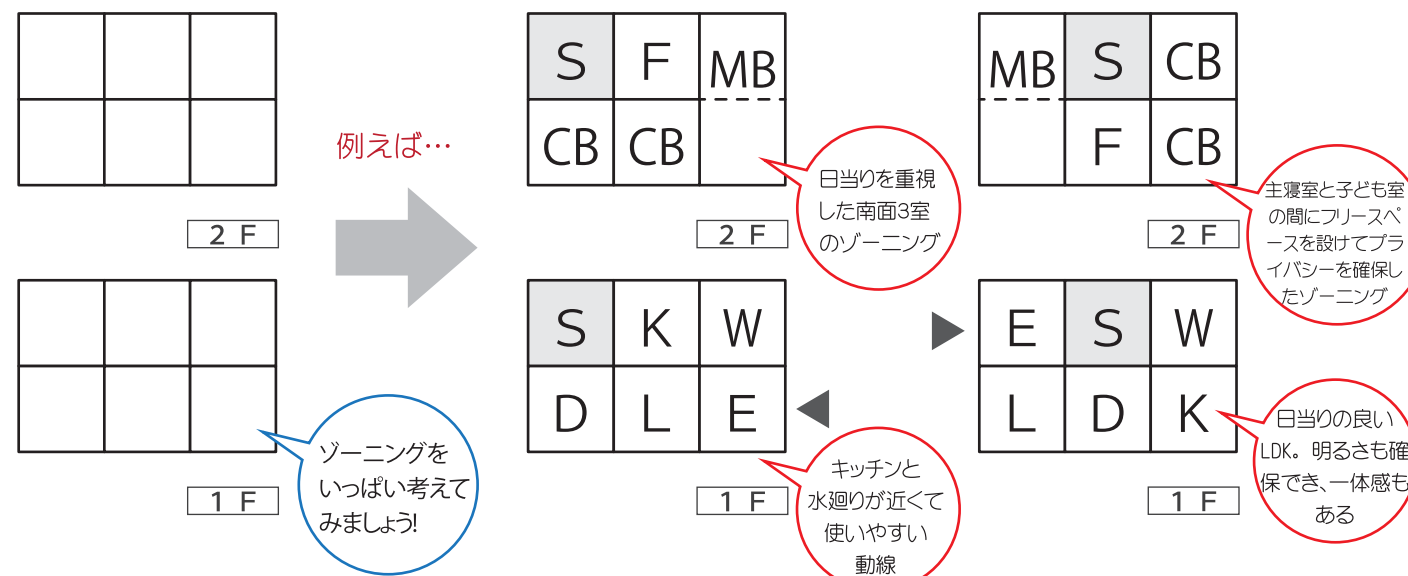 2 F
1 F
ゾーニングを
いっぱい考えて
みましょう!
例えば…
S F MB
CB CB
2 F
日当りを重視
した南面3室
のゾーニング
S K W
D L E
1 F
キッチンと
水廻りが近くて
使いやすい
動線
MB S CB
F CB
2 F
主寝室と子ども室
の間にフリースペ
ースを設けてプラ
イバシーを確保し
たゾーニング
E S W
L D K
1 F
日当りの良い
LDK。明るさも確
保でき、一体感も
ある